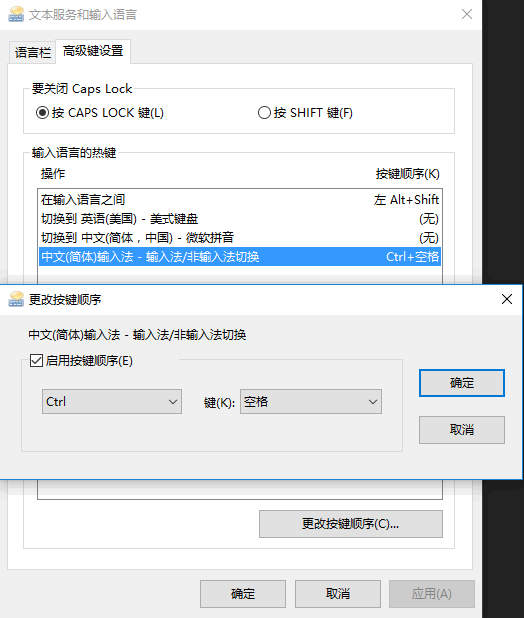 文本服务和输入语言
语言栏 高级键设置
要关闭 Caps Lock
按 CAPS LOCK 键(L) 按 SHIFT 键(F)
输入语言的热键
操作 按键顺序(K)
在输入语言之间 左 Alt+Shift
切换到 英语(美国) - 美式键盘 (无)
切换到 中文(简体，中国) - 微软拼音 (无)
中文(简体)输入法 - 输入法/非输入法切换 Ctrl+空格
更改按键顺序
中文(简体)输入法 - 输入法/非输入法切换
启用按键顺序(E)
确定
Ctrl 键(K): 空格
取消
更改按键顺序(C)...
确定 取消 应用(A)